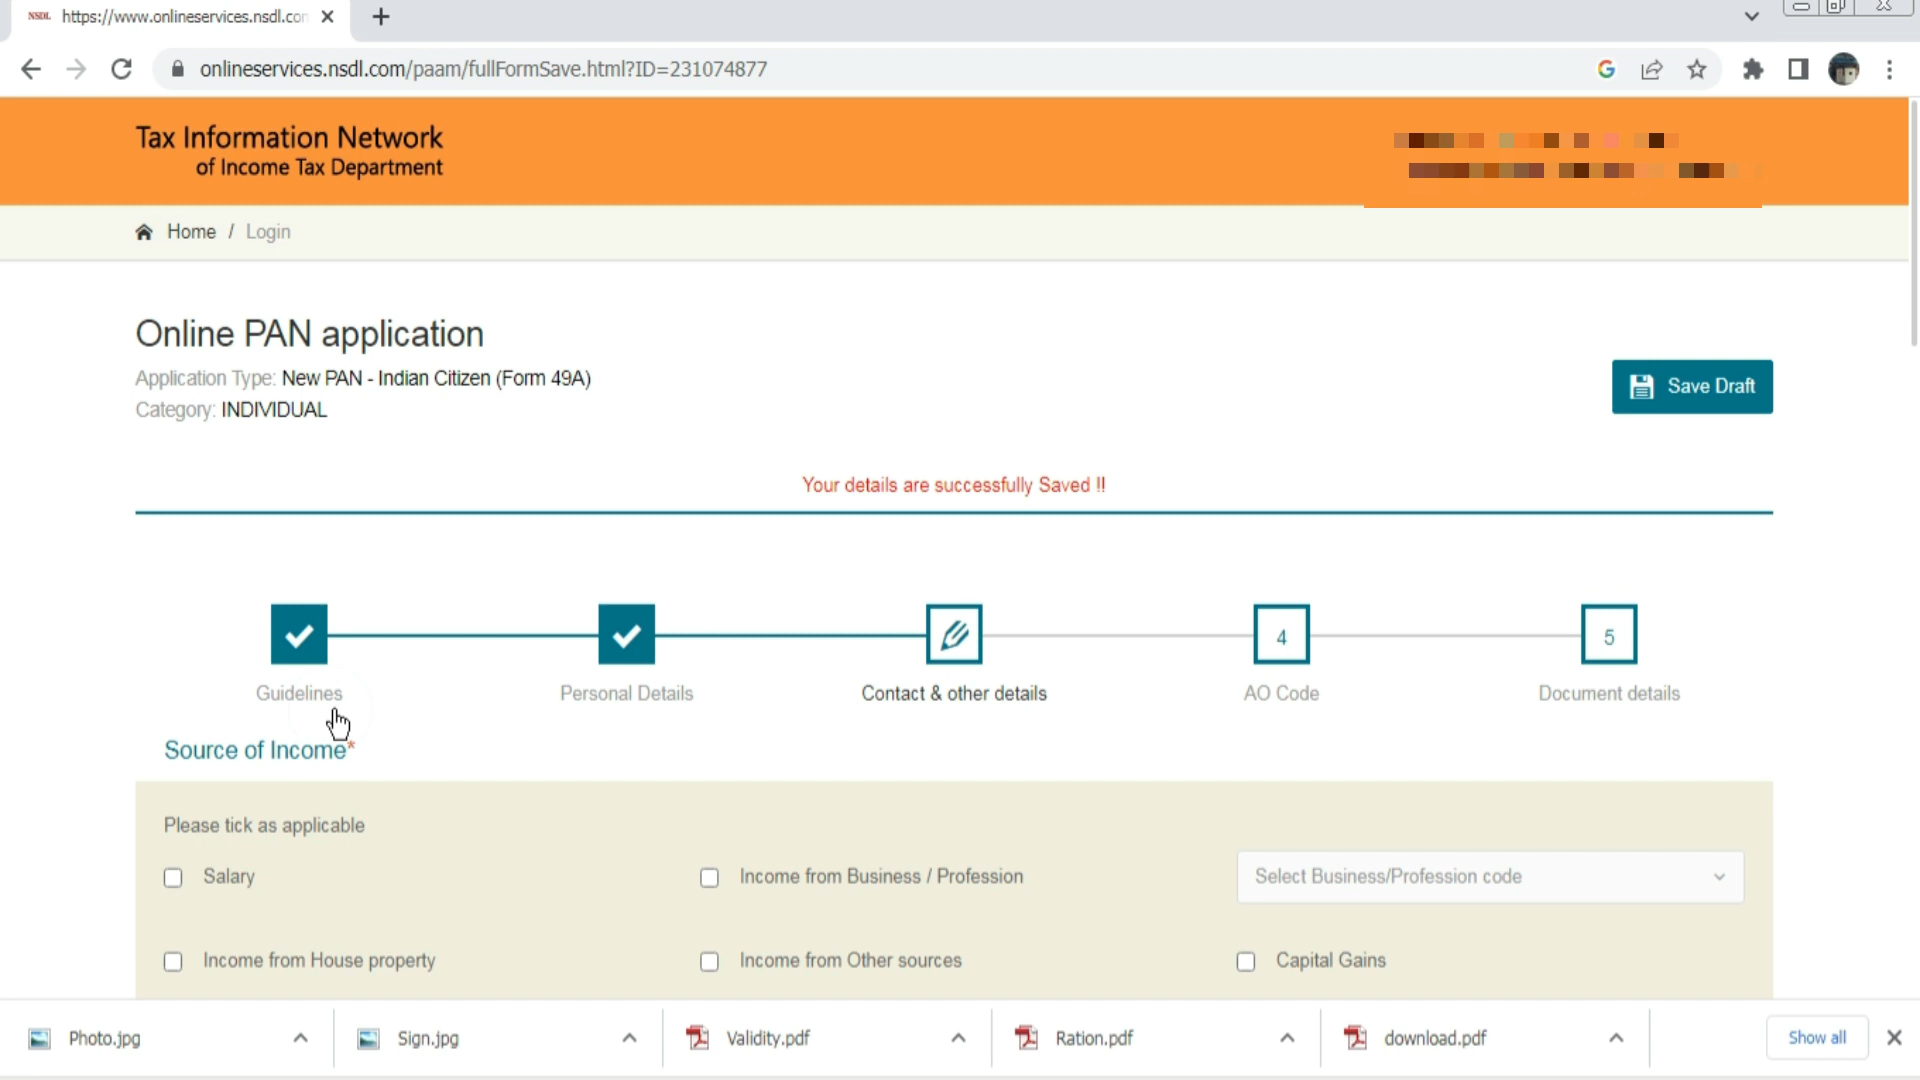 NSDL https://www.onlineservices.nsdl.con
onlineservices.nsdl.com/paam/fullFormSave.html?ID=231074877
Tax Information Network
of Income Tax Department
Home / Login
Online PAN application
Application Type: New PAN - Indian Citizen (Form 49A)
Category: INDIVIDUAL
Save Draft
Your details are successfully Saved !!
4
5
Guidelines
Personal Details
Contact & other details
AO Code
Document details
Source of Income*
Please tick as applicable
Salary
Income from Business / Profession
Select Business/Profession code
Income from House property
Income from Other sources
Capital Gains
Photo.jpg
Sign.jpg
Validity.pdf
Ration.pdf
download.pdf
Show all